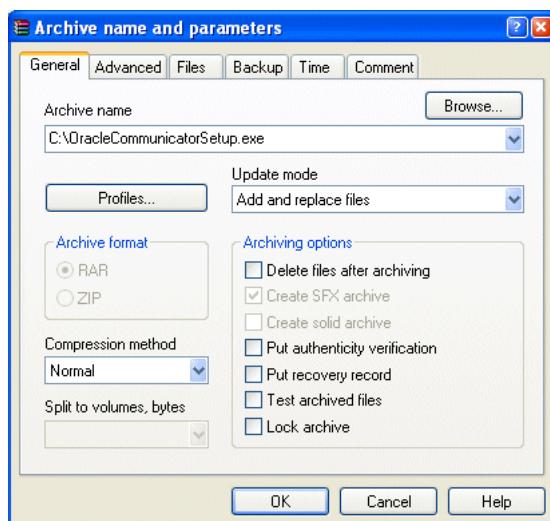 Archive name and parameters
General Advanced Files Backup Time Comment
Archive name
Browse...
C:\OracleCommunicatorSetup.exe
Update mode
Profiles...
Add and replace files
Archive format
Archiving options
RAR
Delete files after archiving
ZIP
Create SFX archive
Create solid archive
Compression method
Put authenticity verification
Normal
Put recovery record
Split to volumes, bytes
Test archived files
Lock archive
OK Cancel Help